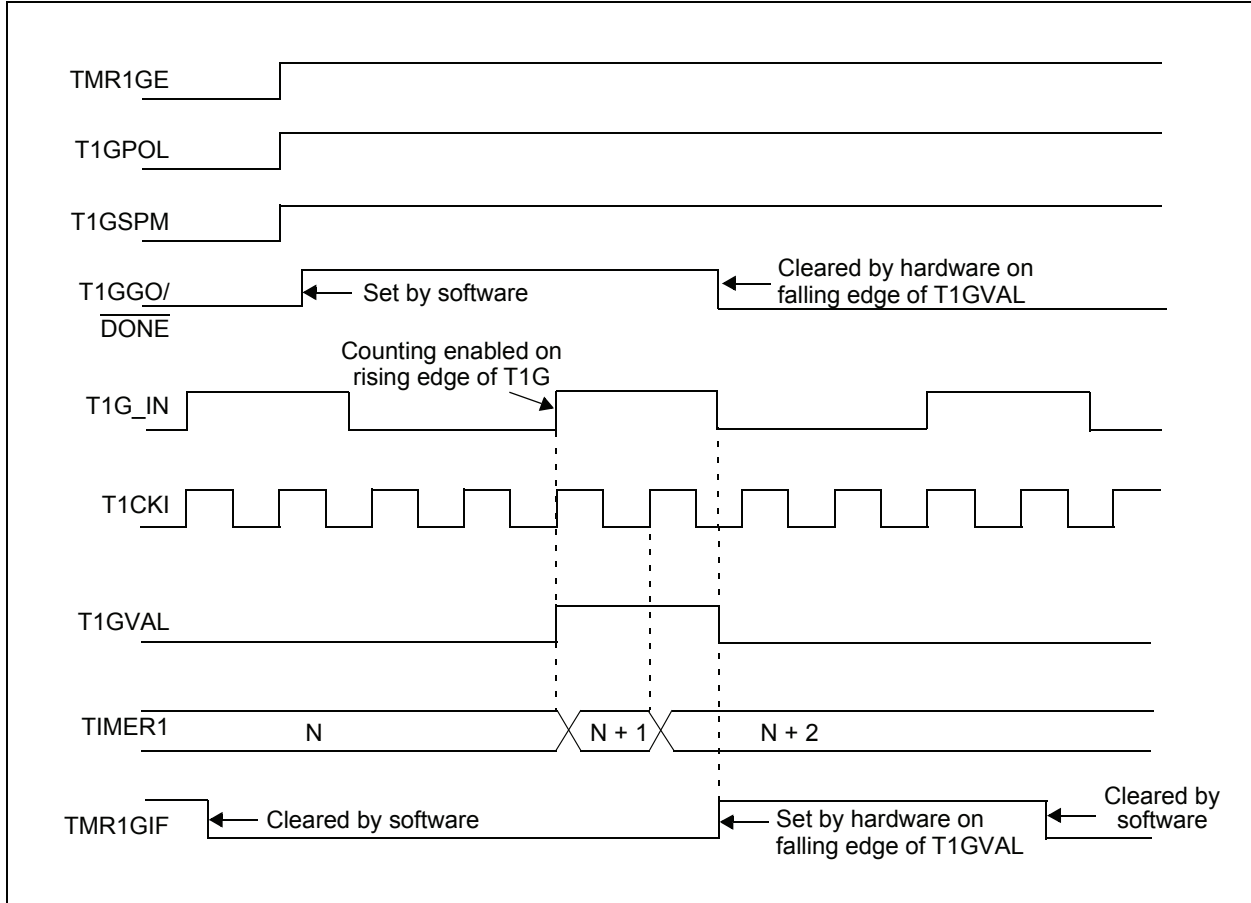 TMR1GE
T1GPOL
T1GSPM
T1GGO/
DONE
Set by software
Cleared by hardware on
falling edge of T1GVAL
Counting enabled on
rising edge of T1G
T1G_IN
T1CKI
T1GVAL
TIMER1
N
N + 1
N + 2
TMR1GIF
Cleared by software
Set by hardware on
falling edge of T1GVAL
Cleared by
software